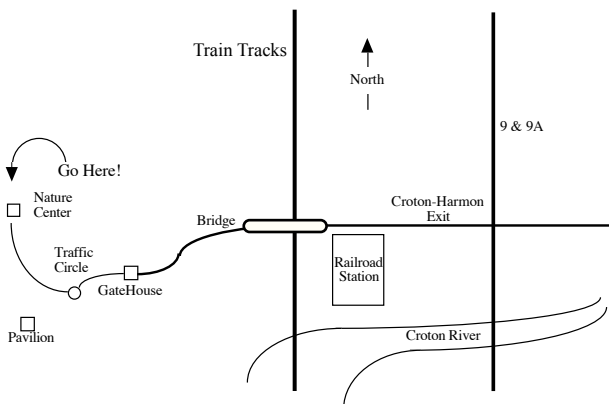 Train Tracks
North
9 & 9A
Go Here!
Nature
Center
Croton-Harmon
Exit
Bridge
Traffic
Circle
GateHouse
Railroad
Station
Pavilion
Croton River